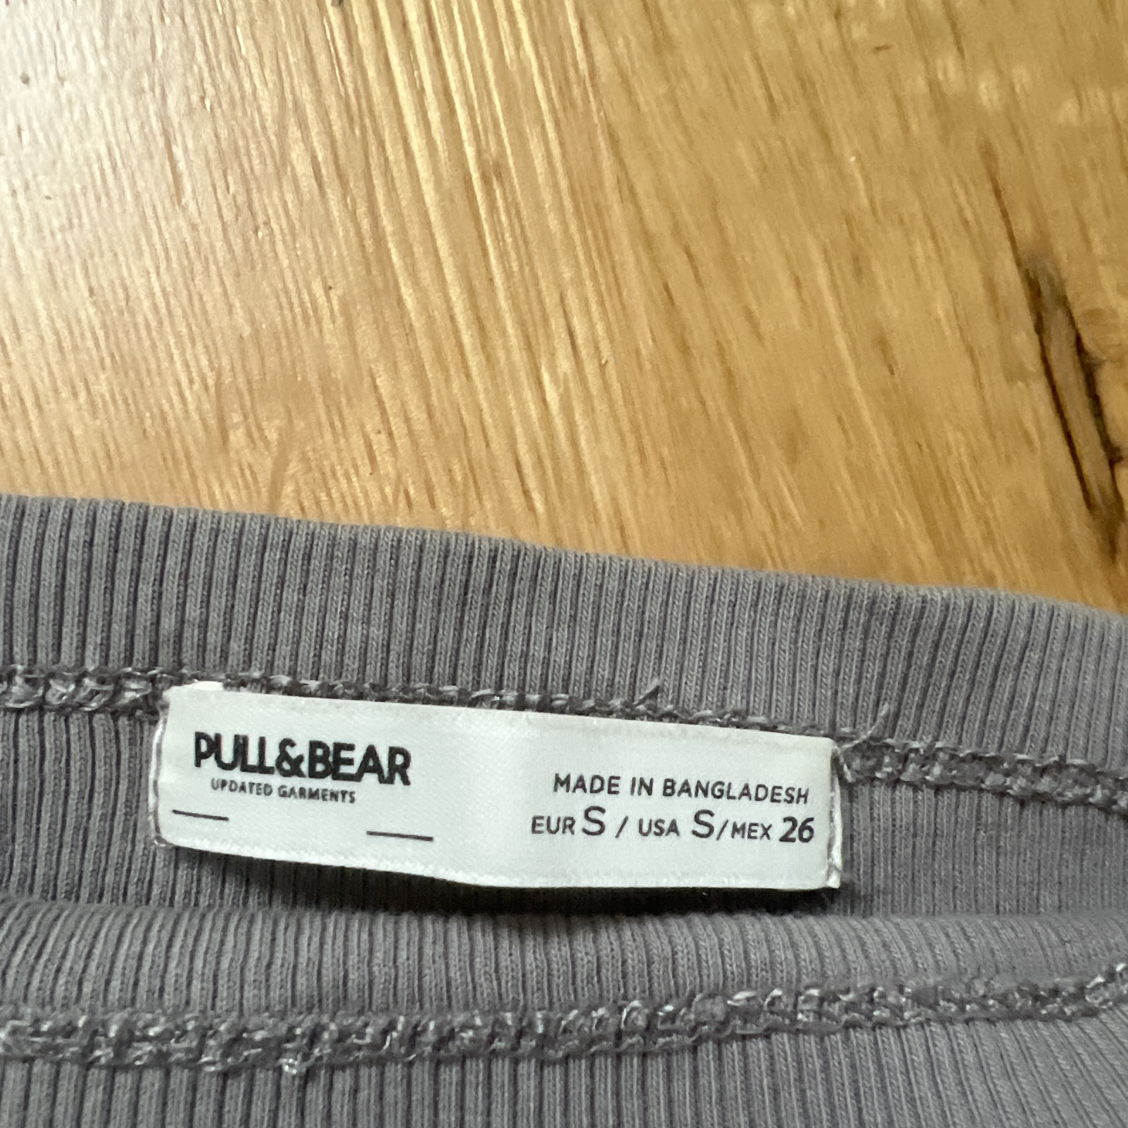 PULL&BEAR
UPDATED GARMENTS
MADE IN BANGLADESH
EUR S / USA S/MEX 26